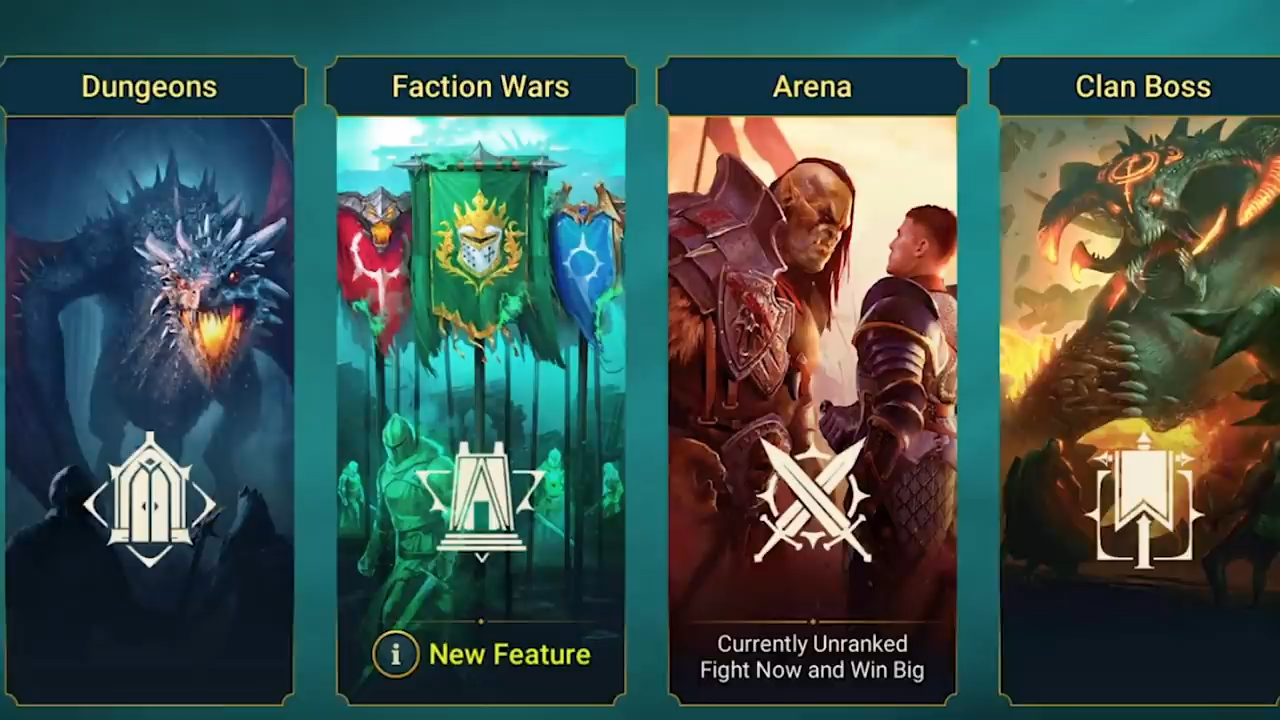 Dungeons
Faction Wars
Arena
Clan Boss
i New Feature
Currently Unranked
Fight Now and Win Big